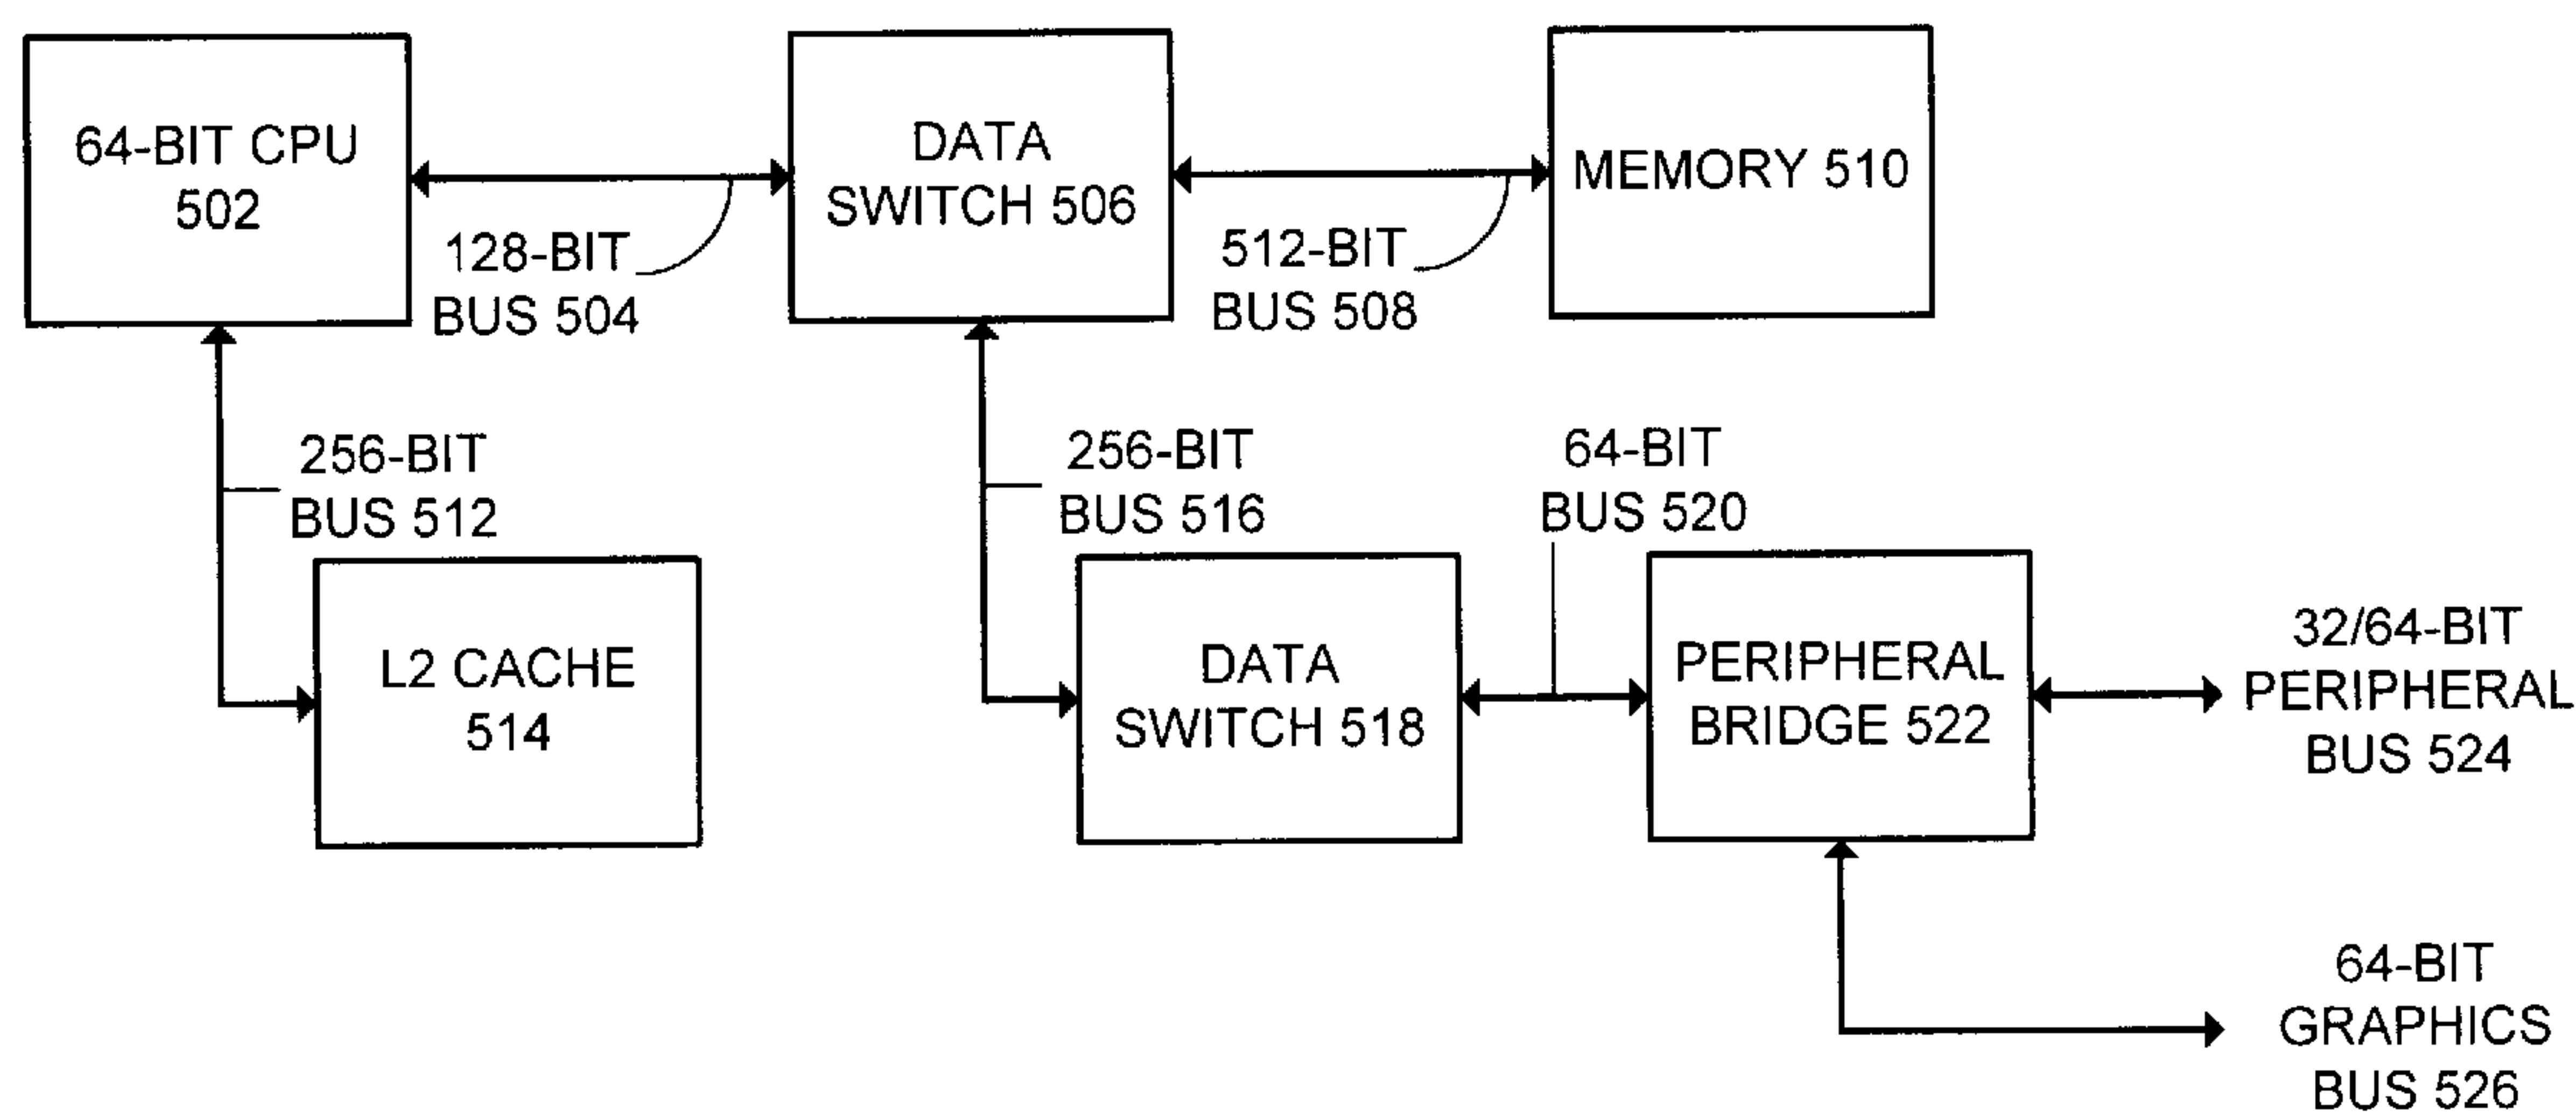 64-BIT CPU
502
128-BIT
BUS 504
DATA
SWITCH 506
512-BIT
BUS 508
MEMORY 510
256-BIT
BUS 512
L2 CACHE
514
256-BIT
BUS 516
DATA
SWITCH 518
64-BIT
BUS 520
PERIPHERAL
BRIDGE 522
32/64-BIT
PERIPHERAL
BUS 524
64-BIT
GRAPHICS
BUS 526